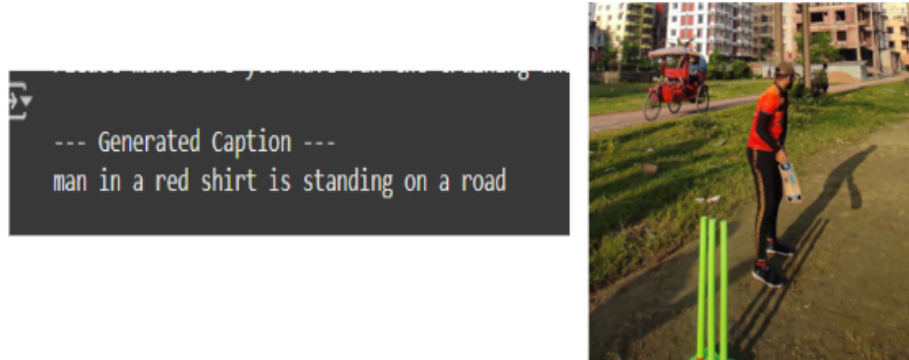 --- Generated Caption ---
man in a red shirt is standing on a road